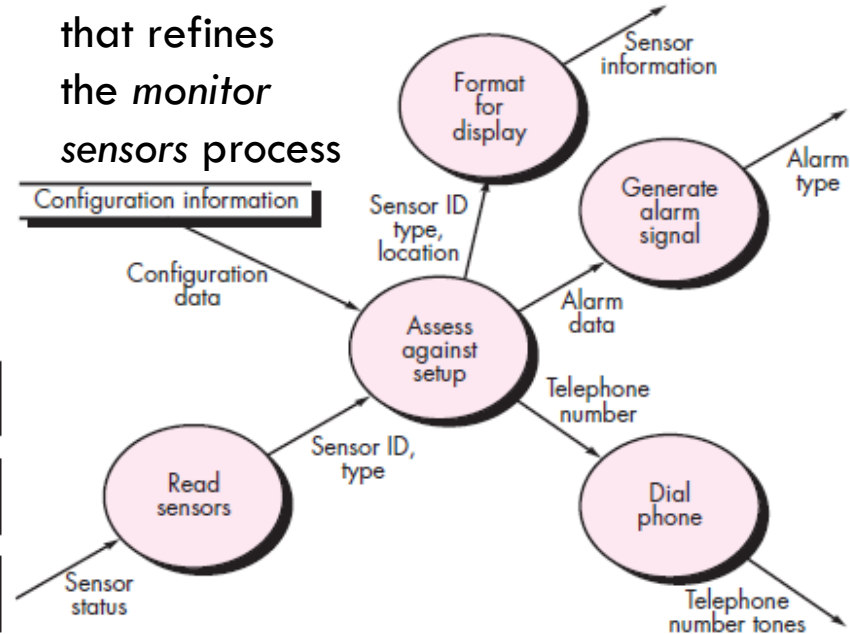 that refines
the monitor
sensors process
Sensor
information
Format
for
display
Alarm
type
Generate
alarm
signal
Configuration information
Sensor ID
type,
location
Configuration
data
Alarm
data
Assess
against
setup
Telephone
number
Sensor ID,
type
Read
sensors
Dial
phone
Sensor
status
Telephone
number tones